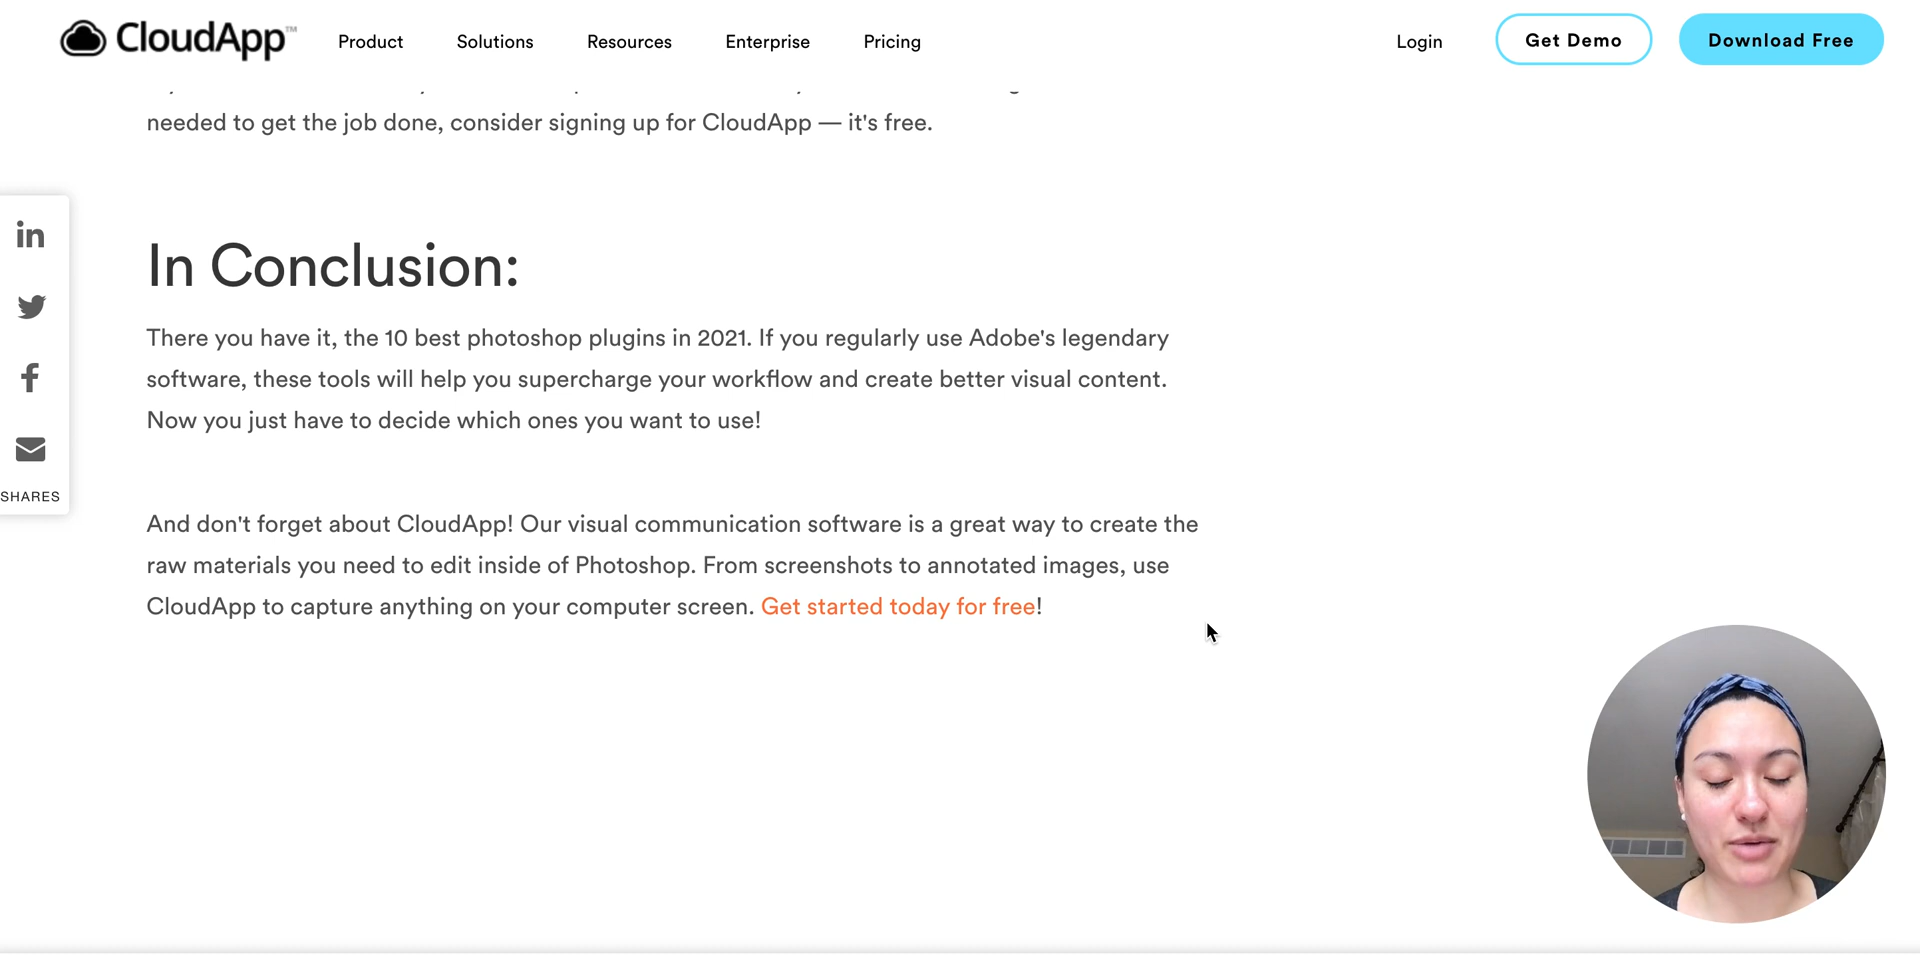 CloudApp™
Product
Solutions
Resources
Enterprise
Pricing
Login
Get Demo
Download Free
needed to get the job done, consider signing up for CloudApp — it's free.
In Conclusion:
There you have it, the 10 best photoshop plugins in 2021. If you regularly use Adobe's legendary
software, these tools will help you supercharge your workflow and create better visual content.
Now you just have to decide which ones you want to use!
And don't forget about CloudApp! Our visual communication software is a great way to create the
raw materials you need to edit inside of Photoshop. From screenshots to annotated images, use
CloudApp to capture anything on your computer screen. Get started today for free!
in
f
SHARES